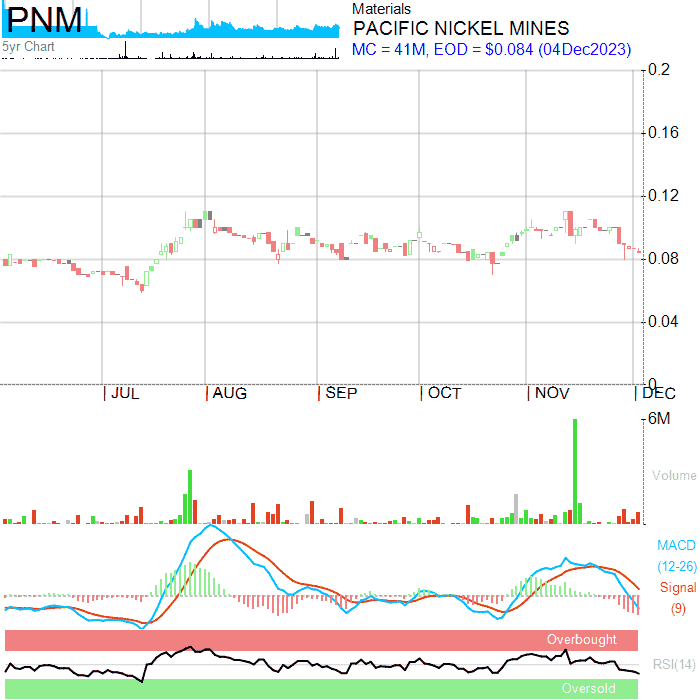 PNM
5yr Chart
Materials
PACIFIC NICKEL MINES
MC = 41M, EOD = $0.084 (04Dec2023)
0.2
0.16
0.12
0.08
0.04
0
JUL AUG SEP OCT NOV DEC
6M
Volume
MACD
(12-26)
Signal
(9)
Overbought
RSI(14)
Oversold